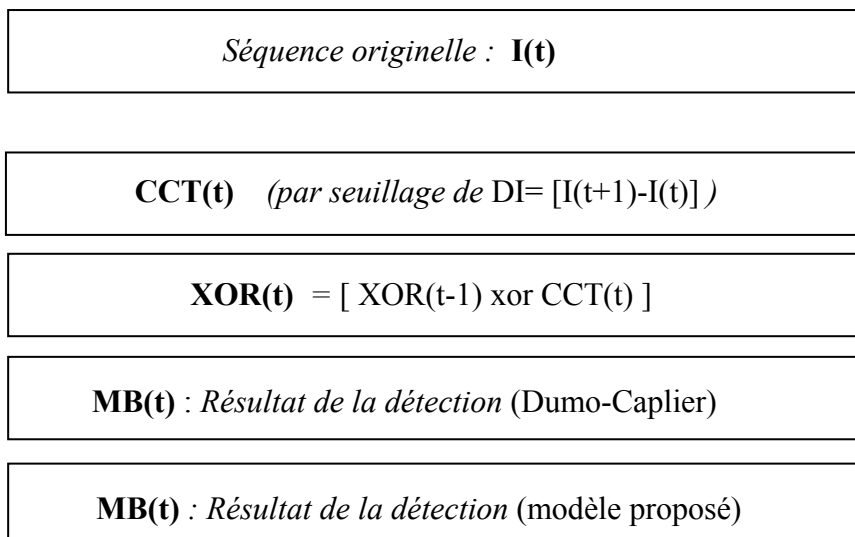 Séquence originelle : I(t)
CCT(t) (par seuillage de DI= [I(t+1)-I(t)] )
XOR(t) = [ XOR(t-1) xor CCT(t) ]
MB(t) : Résultat de la détection (Dumo-Caplier)
MB(t) : Résultat de la détection (modèle proposé)